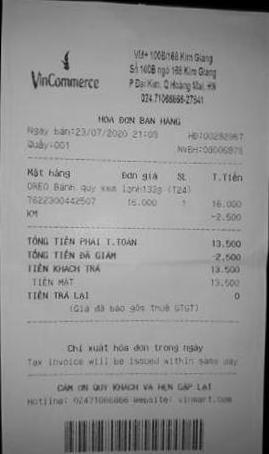 VinCommerce
VM+ 100B/168 Kim Giang
Số 100B ngõ 168 Kim Giang
P Đại Kim, Q Hoàng Mai, HN
024.71066866-27641
HÓA ĐƠN BÁN HÀNG
Ngày bán:23/07/2020 21:09
HĐ:00282967
Quầy:001
NVBH:
Mặt hàng Đơn giá SL T.Tiền
OREO Bánh quy kem lạnh132g (T24)
7622300442507 16.000 1 16.000
KM -2.500
TỔNG TIỀN PHẢI T.TOÁN 13.500
TỔNG TIỀN ĐÃ GIẢM -2.500
TIỀN KHÁCH TRẢ 13.500
TIỀN MẶT 13.500
TIỀN TRẢ LẠI 0
(Giá đã bao gồm thuế GTGT)
Chỉ xuất hóa đơn trong ngày
Tax invoice will be issued within same day
CẢM ƠN QUÝ KHÁCH VÀ HẸN GẶP LẠI
Hotline: 02471066866 Website: vinmart.com